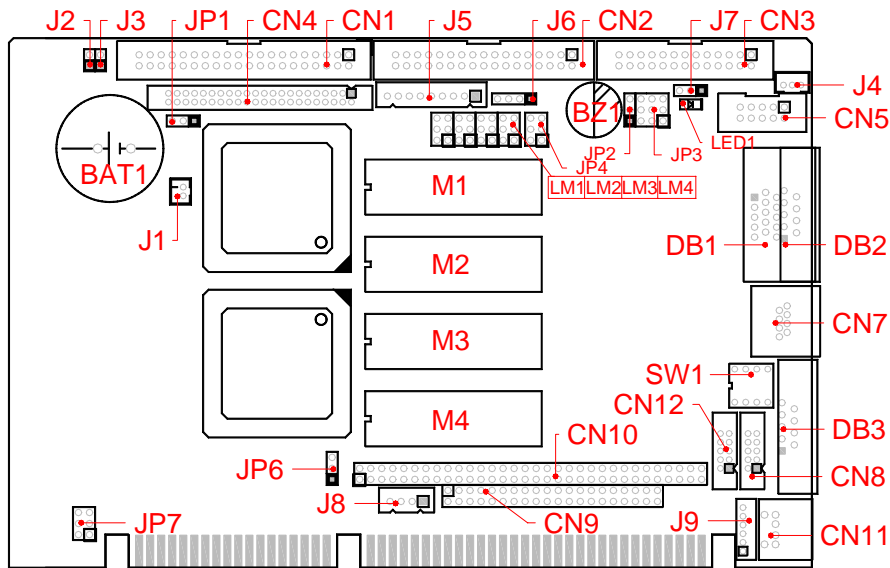 J2 J3 JP1 CN4 CN1 J5 J6 CN2 J7 CN3
J4
BZ1
CN5
JP2 JP4 JP3 LED1
BAT1
LM1 LM2 LM3 LM4
M1
J1
DB1 DB2
M2
CN7
M3
SW1
CN12
M4
DB3
CN10
JP6
CN8
J8
CN9
J9
JP7
CN11